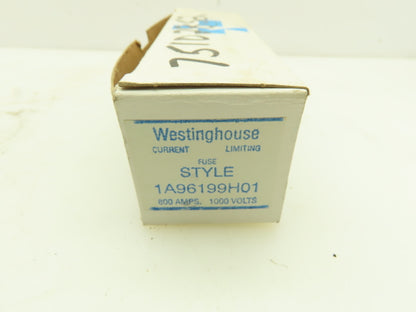 Westinghouse
CURRENT LIMITING
FUSE
STYLE
1A96199H01
800 AMPS. 1000 VOLTS